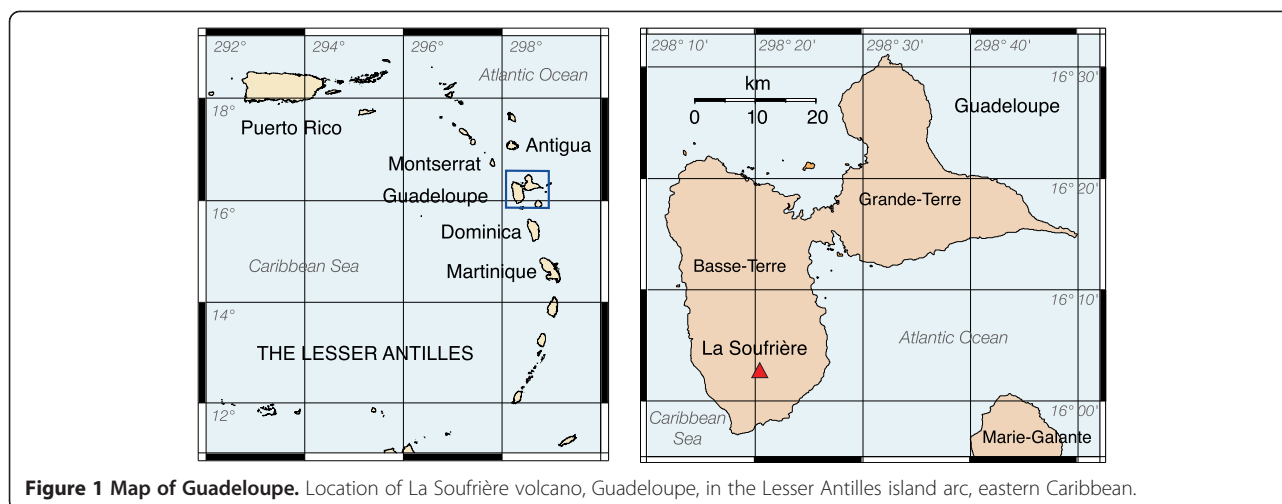 292°
294°
296°
298°
Atlantic Ocean
18°
Puerto Rico
Antigua
Montserrat
Guadeloupe
16°
Dominica
Caribbean Sea
Martinique
14°
THE LESSER ANTILLES
12°
298° 10'
298° 20'
298° 30'
298° 40'
16° 30'
km
0 10 20
Guadeloupe
16° 20'
Grande-Terre
Basse-Terre
16° 10'
La Soufrière
Atlantic Ocean
16° 00'
Caribbean
Sea
Marie-Galante
Figure 1 Map of Guadeloupe. Location of La Soufrière volcano, Guadeloupe, in the Lesser Antilles island arc, eastern Caribbean.